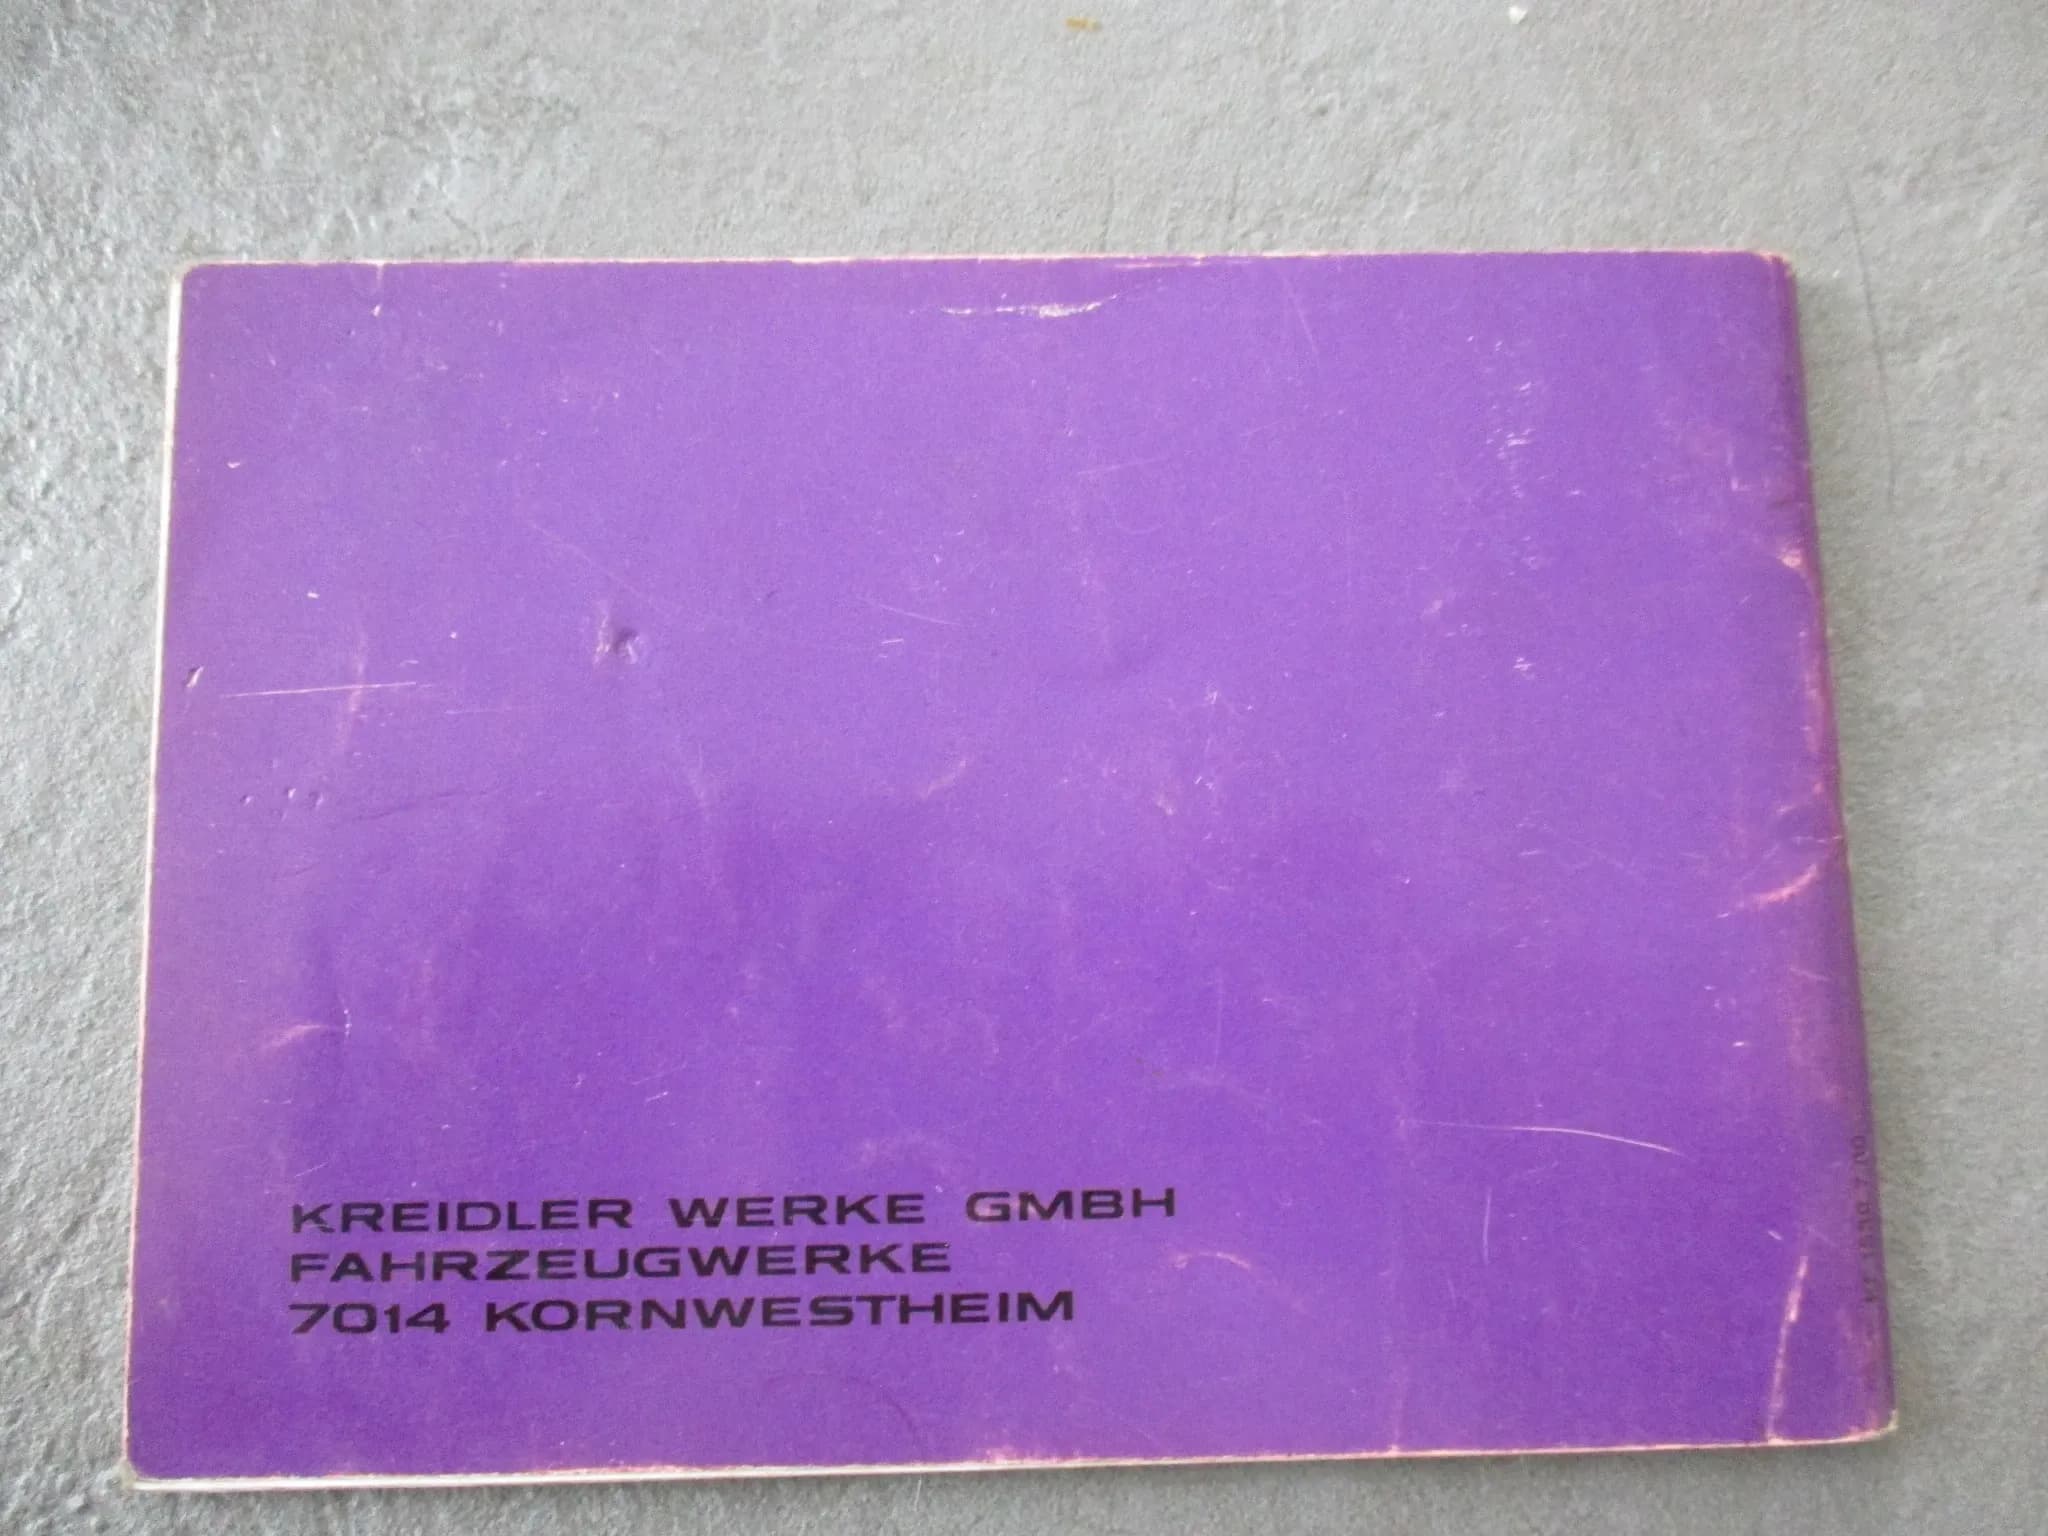 KREIDLER WERKE GMBH
FAHRZEUGWERKE
7014 KORNWESTHEIM